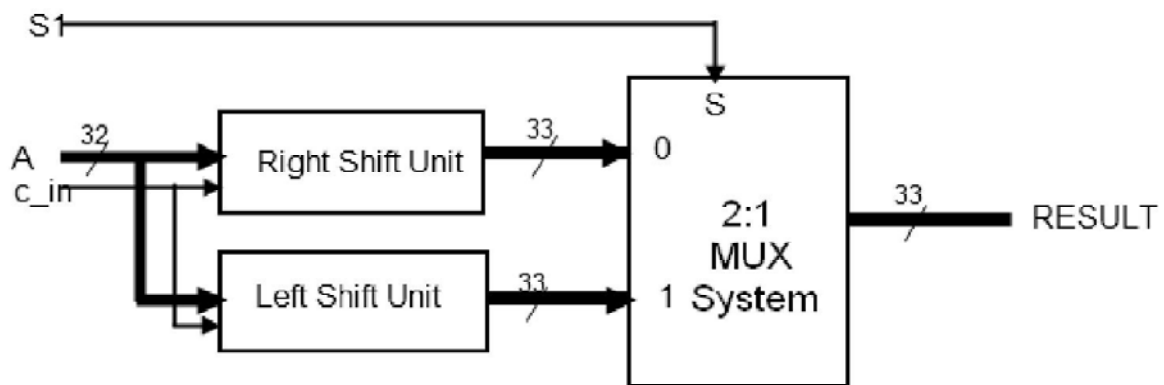 S1
S
32
A
c_in
Right Shift Unit
33
0
2:1
MUX
System
33
RESULT
Left Shift Unit
33
1